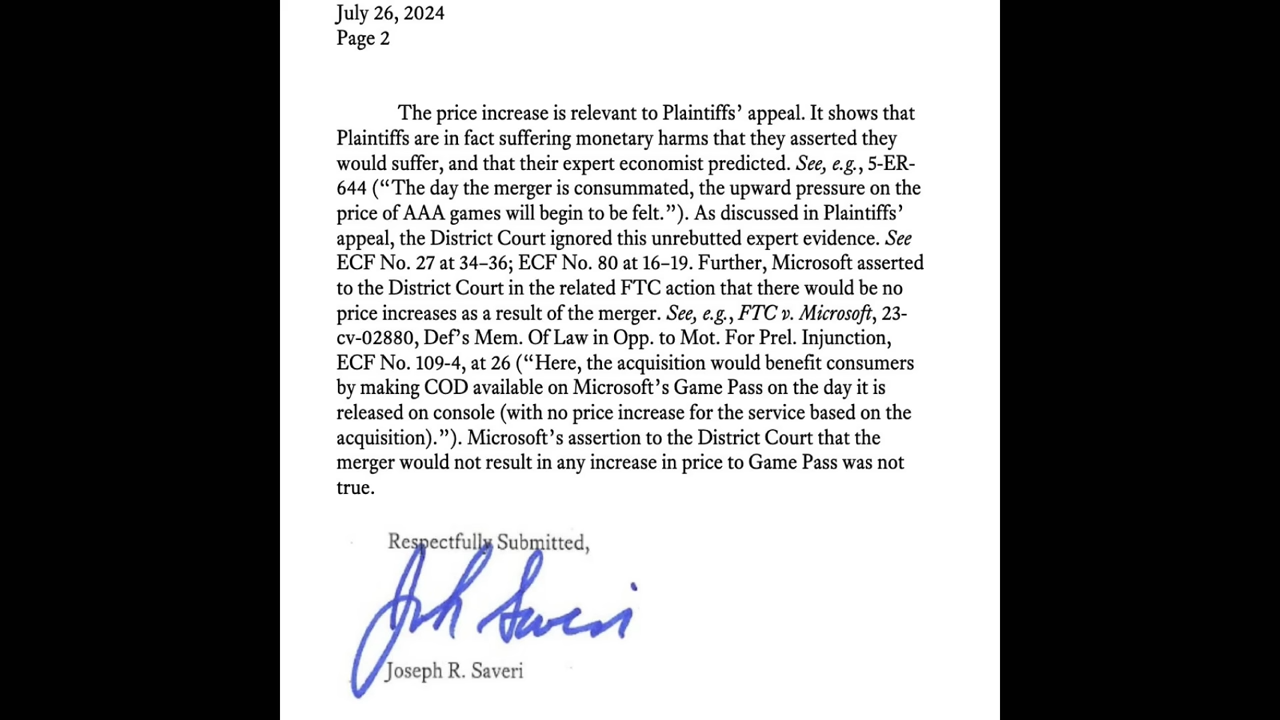 July 26, 2024
Page 2
The price increase is relevant to Plaintiffs’ appeal. It shows that
Plaintiffs are in fact suffering monetary harms that they asserted they
would suffer, and that their expert economist predicted. See, e.g., 5-ER-
644 (“The day the merger is consummated, the upward pressure on the
price of AAA games will begin to be felt.”). As discussed in Plaintiffs’
appeal, the District Court ignored this unrebutted expert evidence. See
ECF No. 27 at 34–36; ECF No. 80 at 16–19. Further, Microsoft asserted
to the District Court in the related FTC action that there would be no
price increases as a result of the merger. See, e.g., FTC v. Microsoft, 23-
cv-02880, Def’s Mem. Of Law in Opp. to Mot. For Prel. Injunction,
ECF No. 109-4, at 26 (“Here, the acquisition would benefit consumers
by making COD available on Microsoft’s Game Pass on the day it is
released on console (with no price increase for the service based on the
acquisition).”). Microsoft’s assertion to the District Court that the
merger would not result in any increase in price to Game Pass was not
true.
Respectfully Submitted,
Joseph R. Saveri